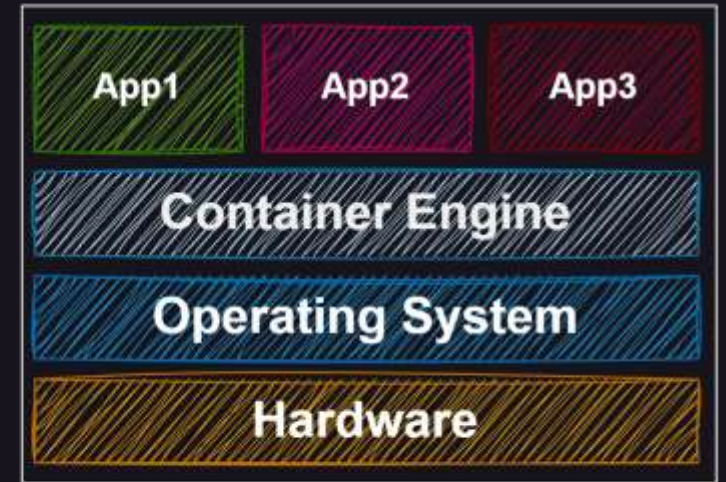 App1 App2 App3
Container Engine
Operating System
Hardware